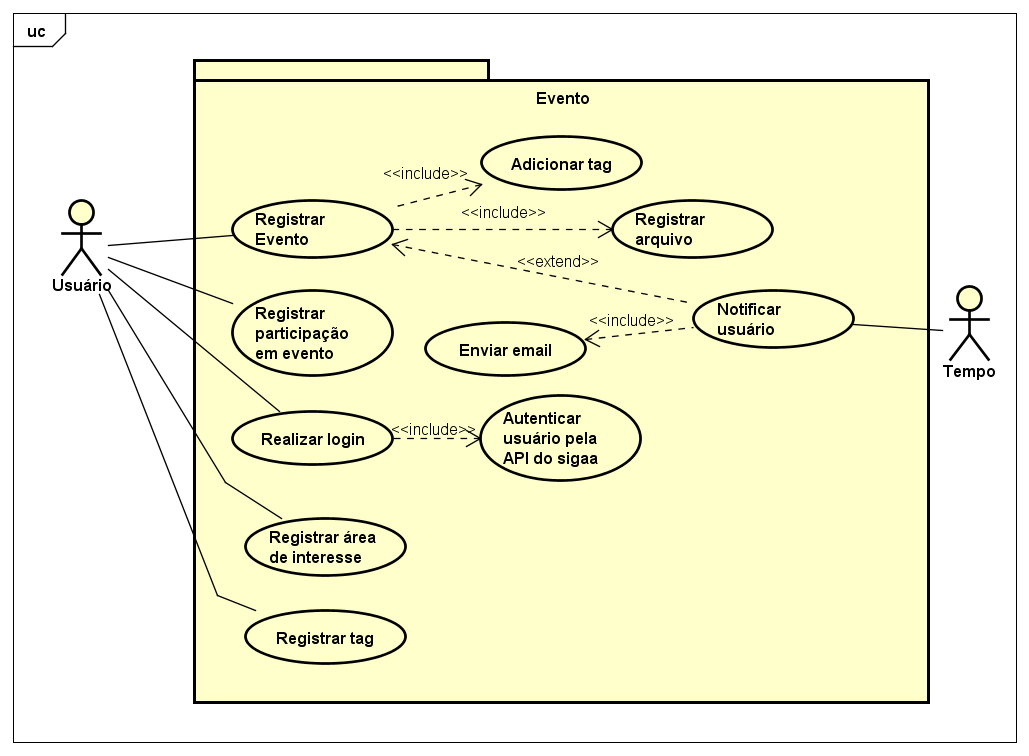 uc
Evento
Adicionar tag
<<include>>
Registrar
Evento
<<include>>
Registrar
arquivo
<<extend>>
Usuário
Registrar
participação
em evento
Notificar
usuário
<<include>>
Enviar email
Tempo
Realizar login
<<include>>
Autenticar
usuário pela
API do sigaa
Registrar área
de interesse
Registrar tag